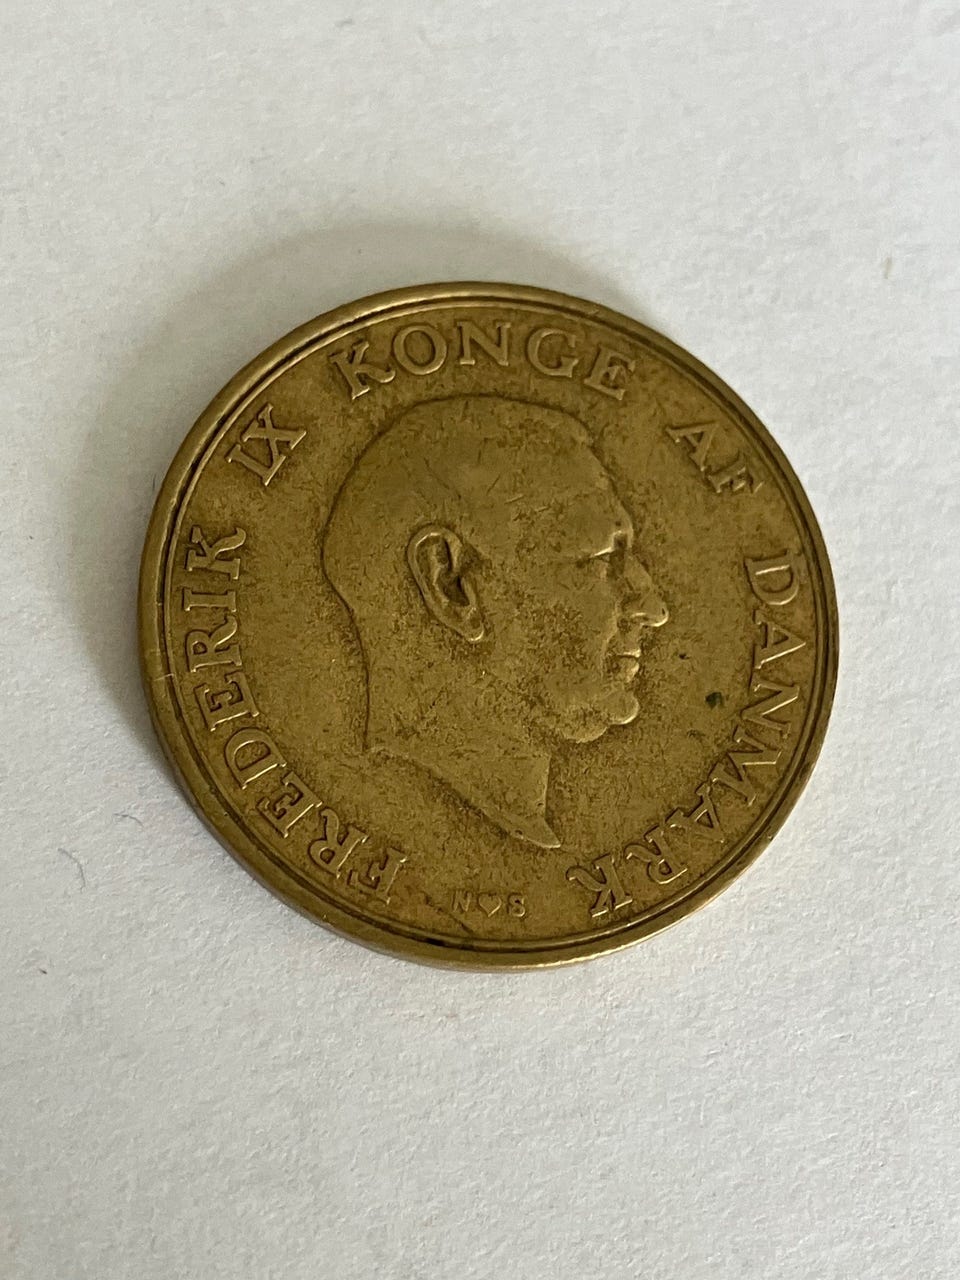 FREDERIK IX KONGE AF DANMARK
N♥S